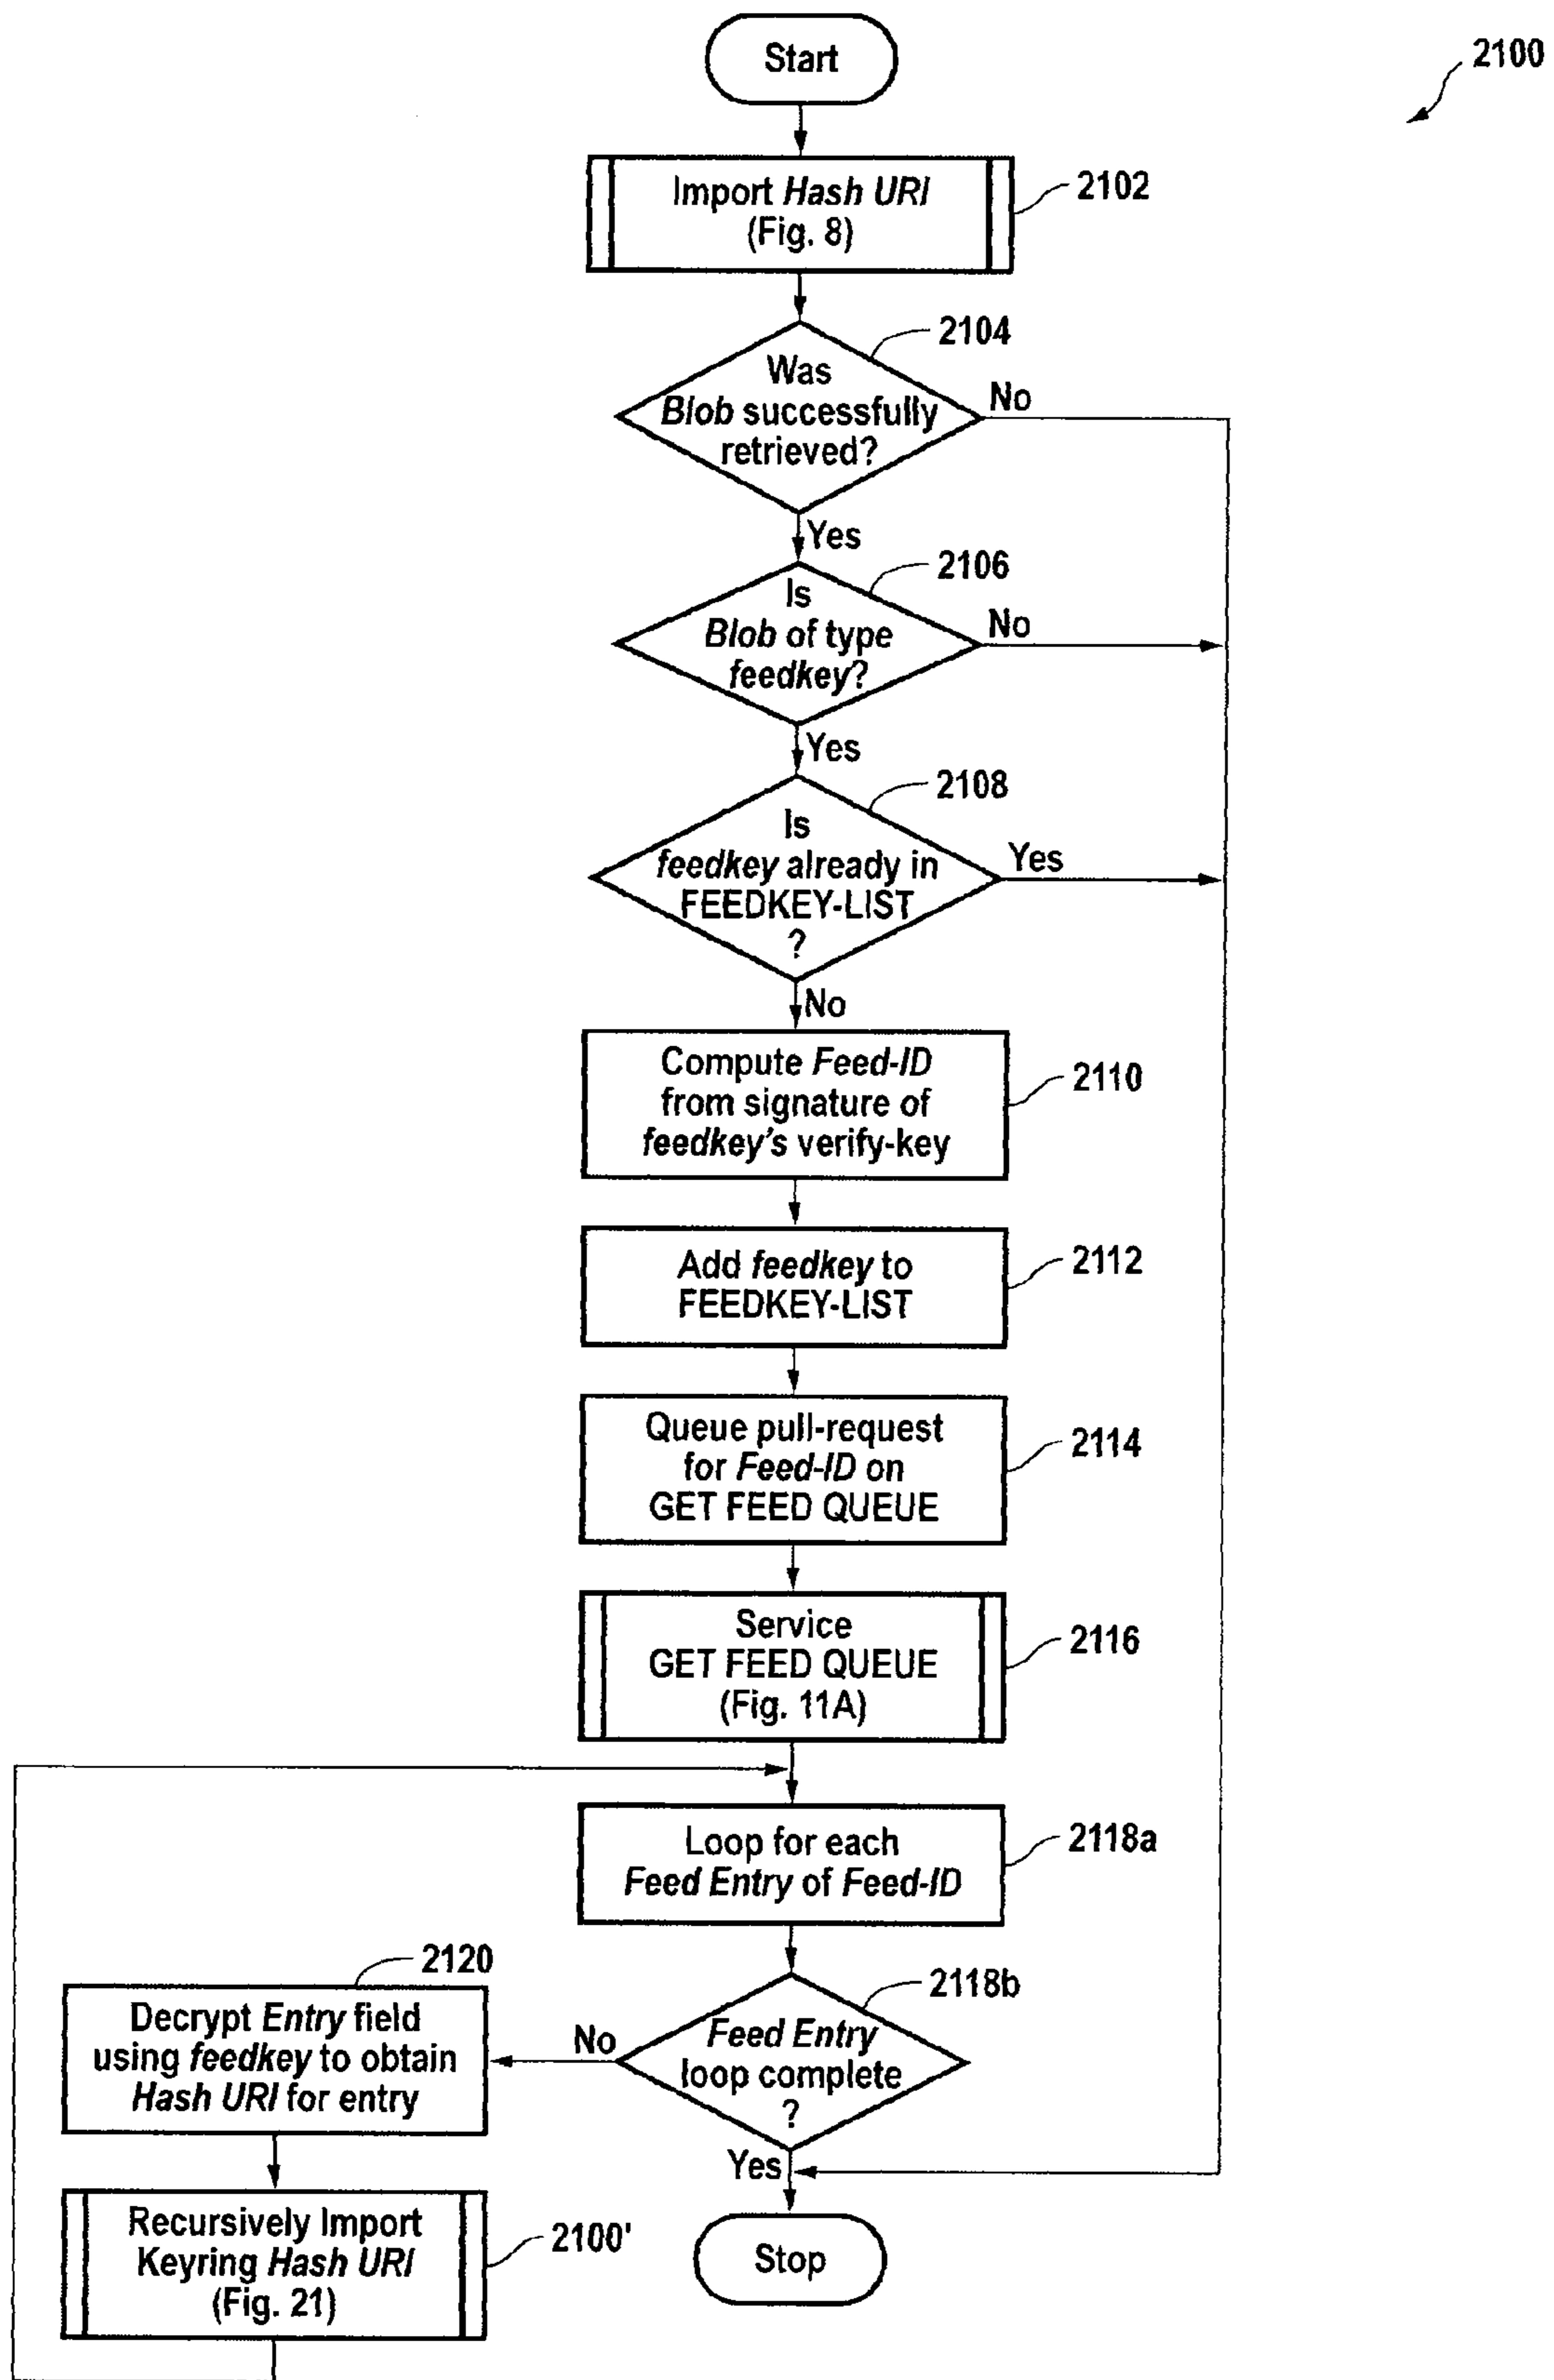 Start
2100
Import Hash URI
(Fig. 8)
2102
2104
Was
Blob successfully
retrieved?
No
Yes
2106
Is
Blob of type
feedkey?
No
Yes
2108
Is
feedkey already in
FEEDKEY-LIST
?
Yes
No
Compute Feed-ID
from signature of
feedkey's verify-key
2110
Add feedkey to
FEEDKEY-LIST
2112
Queue pull-request
for Feed-ID on
GET FEED QUEUE
2114
Service
GET FEED QUEUE
(Fig. 11A)
2116
Loop for each
Feed Entry of Feed-ID
2118a
2118b
Feed Entry
loop complete
?
No
Yes
2120
Decrypt Entry field
using feedkey to obtain
Hash URI for entry
Recursively Import
Keyring Hash URI
(Fig. 21)
2100'
Stop